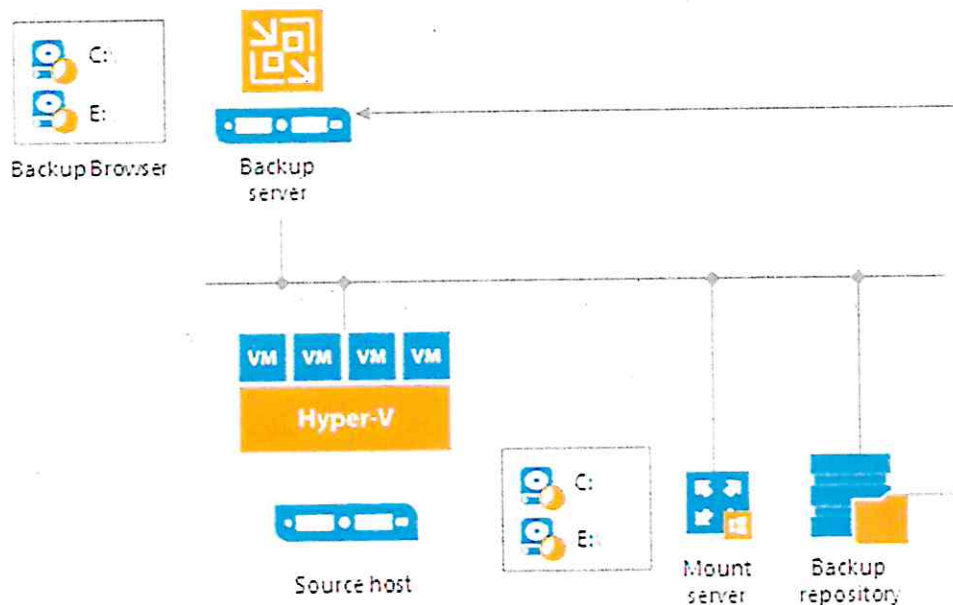 C:\
E:\
Backup Browser
Backup
server
VM VM VM VM
Hyper-V
C:
E:\
Source host
Mount
server
Backup
repository